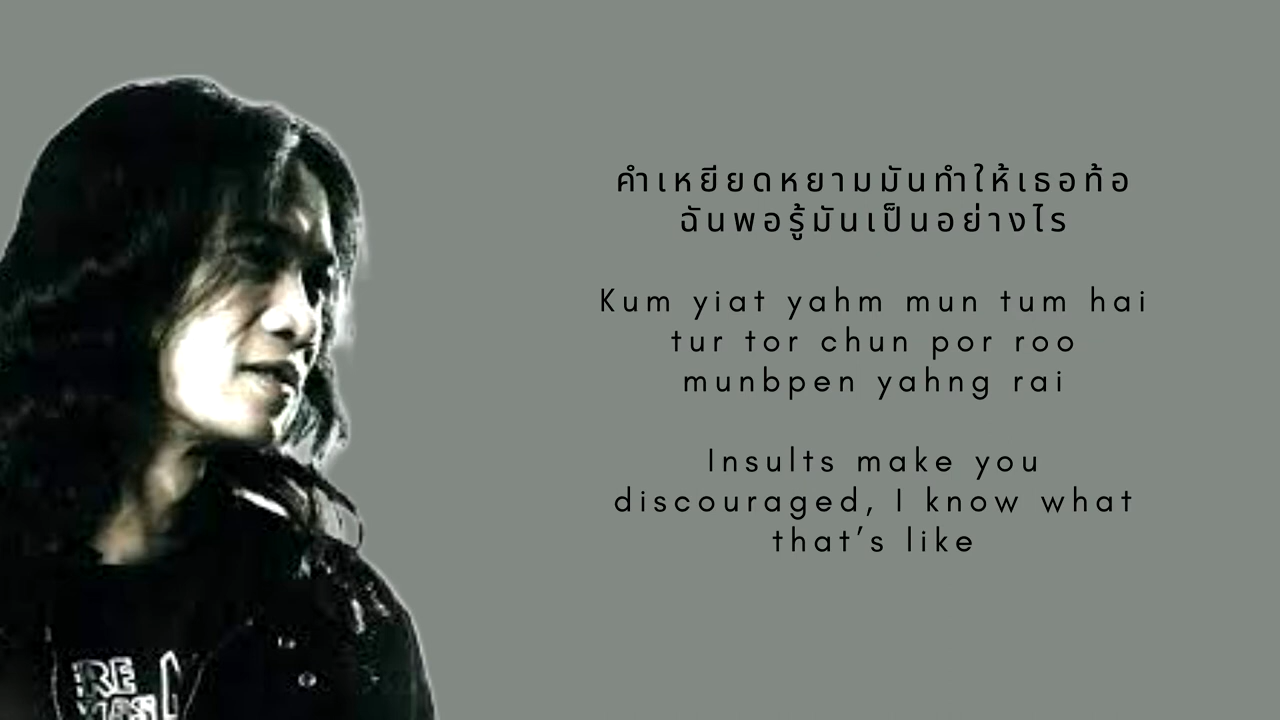 คำเหยียดหยามมันทำให้เธอท้อ
ฉันพอรู้มันเป็นอย่างไร
Kum yiat yahm mun tum hai
tur tor chun por roo
munbpen yahng rai
Insults make you
discouraged, I know what
that's like
RE